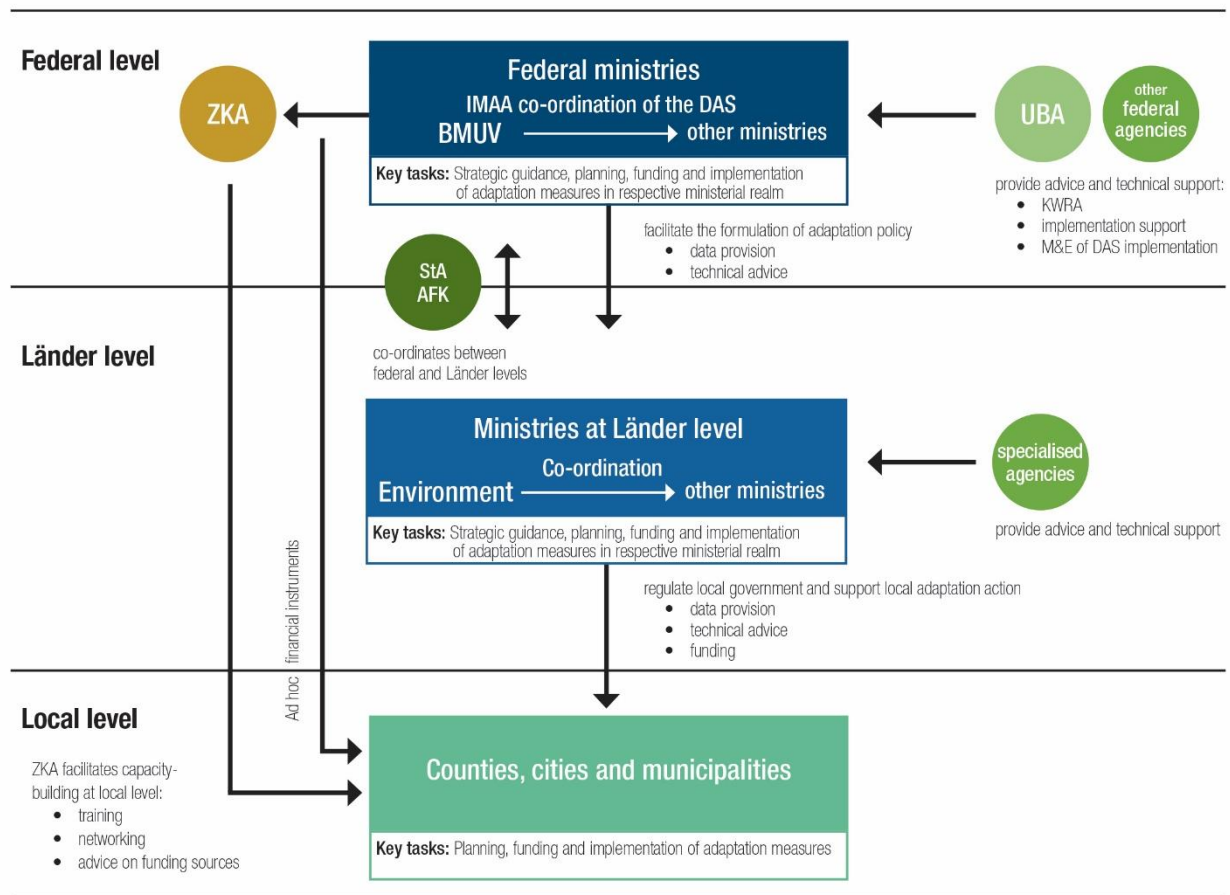 Federal level
ZKA
Federal ministries
IMAA co-ordination of the DAS
BMUV
other ministries
Key tasks: Strategic guidance, planning, funding and implementation
of adaptation measures in respective ministerial realm
UBA
other
federal
agencies
provide advice and technical support:
• KWRA
• implementation support
• M&E of DAS implementation
facilitate the formulation of adaptation policy
• data provision
• technical advice
StA
AFK
Länder level
co-ordinates between
federal and Länder levels
Ministries at Länder level
Co-ordination
Environment
other ministries
Key tasks: Strategic guidance, planning, funding and implementation
of adaptation measures in respective ministerial realm
specialised
agencies
provide advice and technical support
regulate local government and support local adaptation action
• data provision
• technical advice
• funding
Ad hoc financial instruments
Local level
ZKA facilitates capacity-
building at local level:
• training
• networking
• advice on funding sources
Counties, cities and municipalities
Key tasks: Planning, funding and implementation of adaptation measures